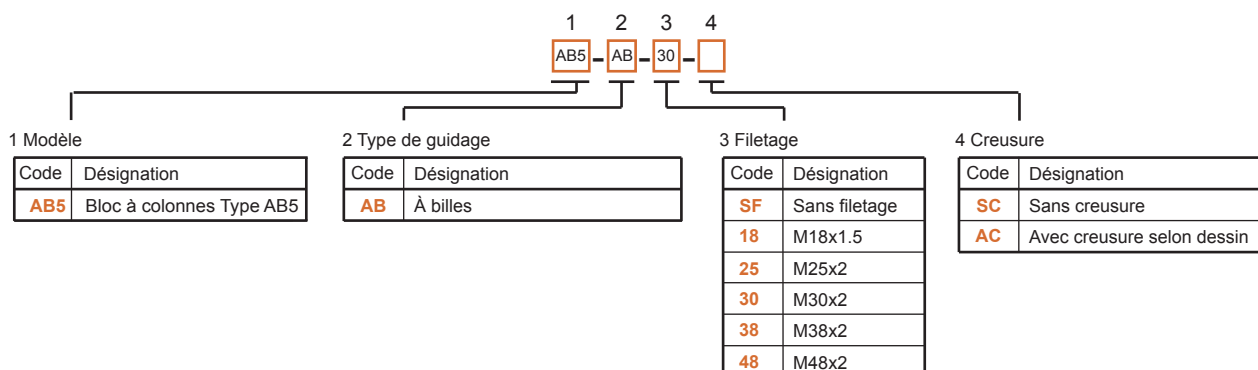 1 2 3 4
AB5 - AB - 30 -
1 Modèle
Code Désignation
AB5 Bloc à colonnes Type AB5
2 Type de guidage
Code Désignation
AB À billes
3 Filetage
Code Désignation
SF Sans filetage
18 M18x1.5
25 M25x2
30 M30x2
38 M38x2
48 M48x2
4 Creusure
Code Désignation
SC Sans creusure
AC Avec creusure selon dessin